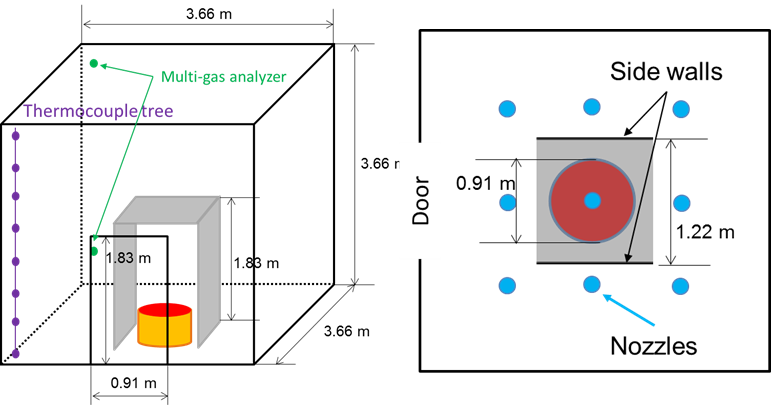 3.66 m
Multi-gas analyzer
Thermocouple tree
3.66 m
1.83 m
1.83 m
3.66 m
0.91 m
Side walls
0.91 m
Door
1.22 m
Nozzles